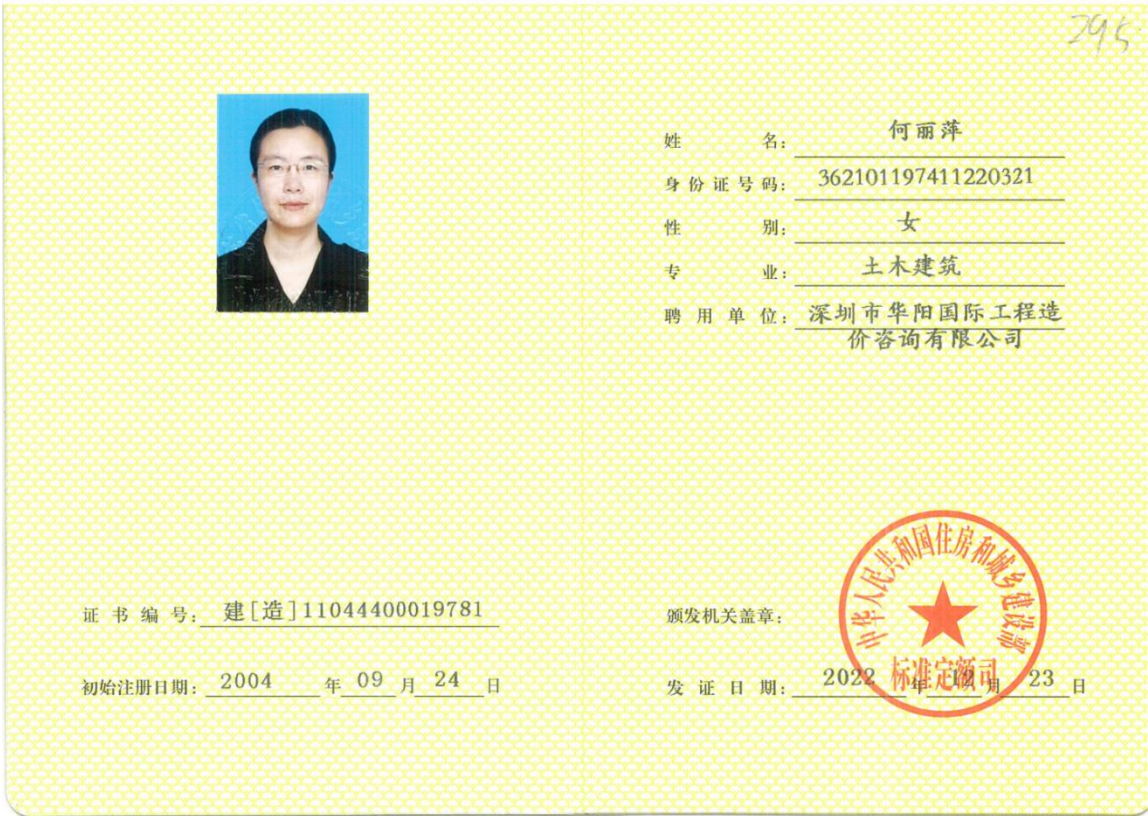 295.
姓名: 何丽萍
身份证号码: 362101197411220321
性别: 女
专业: 土木建筑
聘用单位: 深圳市华阳国际工程造
价咨询有限公司
证书编号: 建[造]11044400019781
初始注册日期: 2004 年 09 月 24 日
颁发机关盖章:
中华人民共和国住房和城乡建设部
标准定额司
发证日期: 2022 年 12 月 23 日